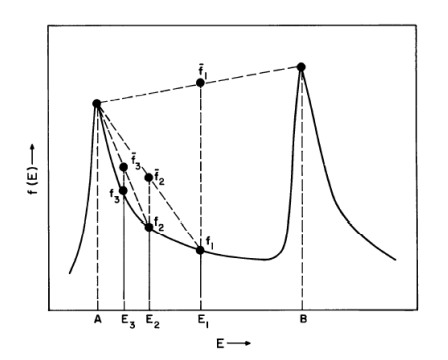 f̄₁
f̄₃
f̄₂
f₃
f₂
f₁
f (E) →
A E₃ E₂ E₁ B
E →